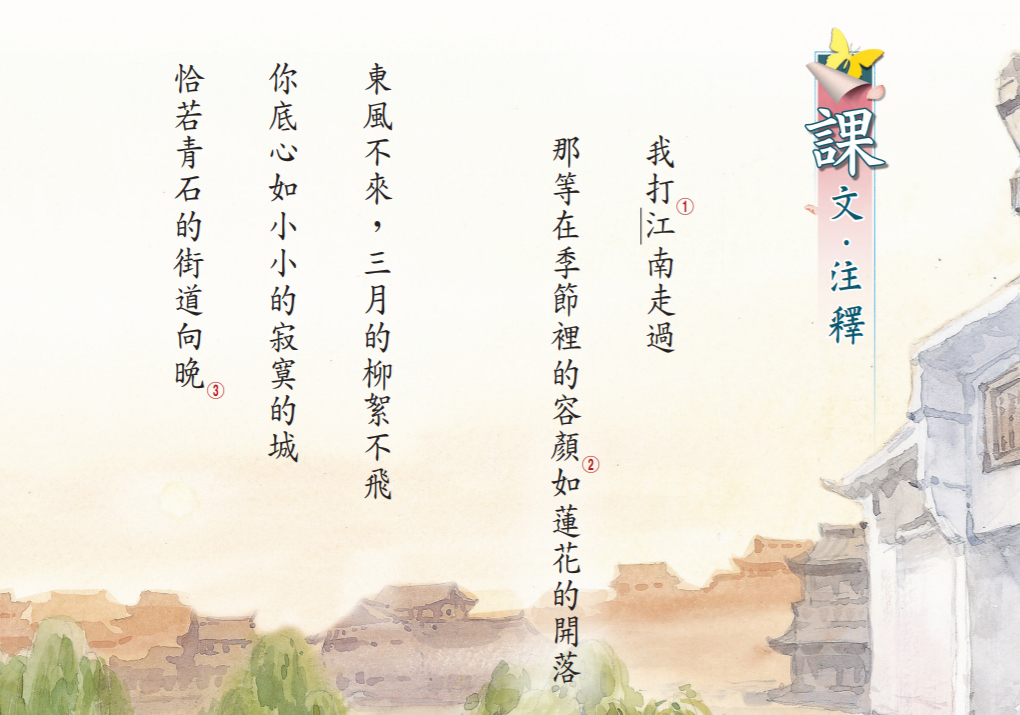 課文·注釋
我打①江南走過
那等在季節裡的容顏②如蓮花的開落
東風不來，三月的柳絮不飛
你底心如小小的寂寞的城
恰若青石的街道向晚③